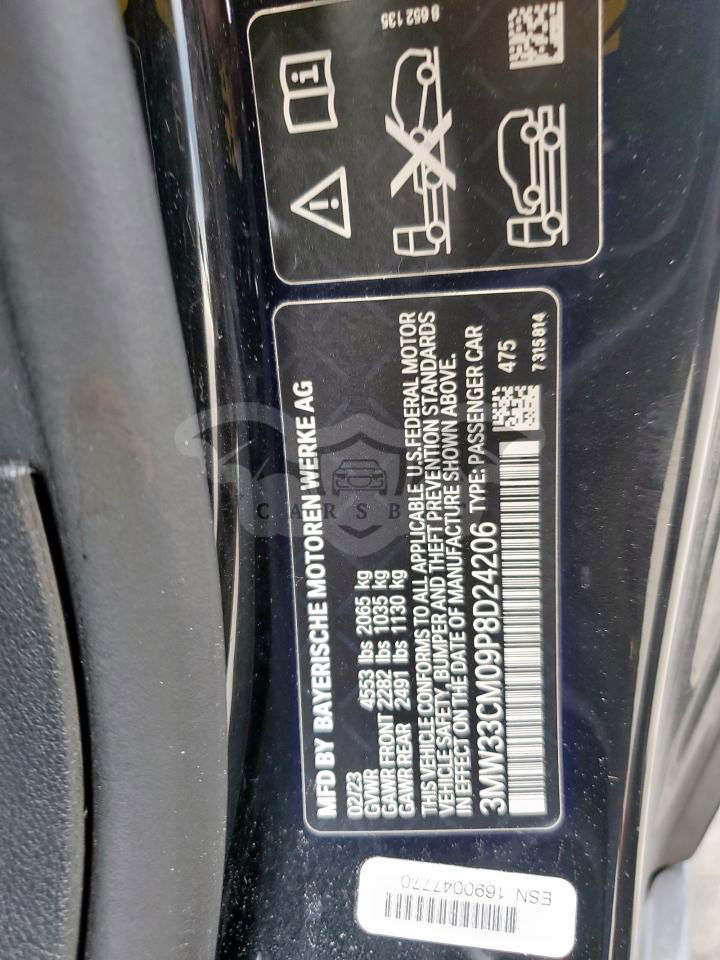 8 652 135
MFD BY BAYERISCHE MOTOREN WERKE AG
02/23
GVWR 4553 lbs 2065 kg
GAWR FRONT 2282 lbs 1035 kg
GAWR REAR 2491 lbs 1130 kg
THIS VEHICLE CONFORMS TO ALL APPLICABLE U.S. FEDERAL MOTOR
VEHICLE SAFETY, BUMPER AND THEFT PREVENTION STANDARDS
IN EFFECT ON THE DATE OF MANUFACTURE SHOWN ABOVE.
3MW33CM09P8D24206 TYPE: PASSENGER CAR
475
7 315 814
ESN 1690047770